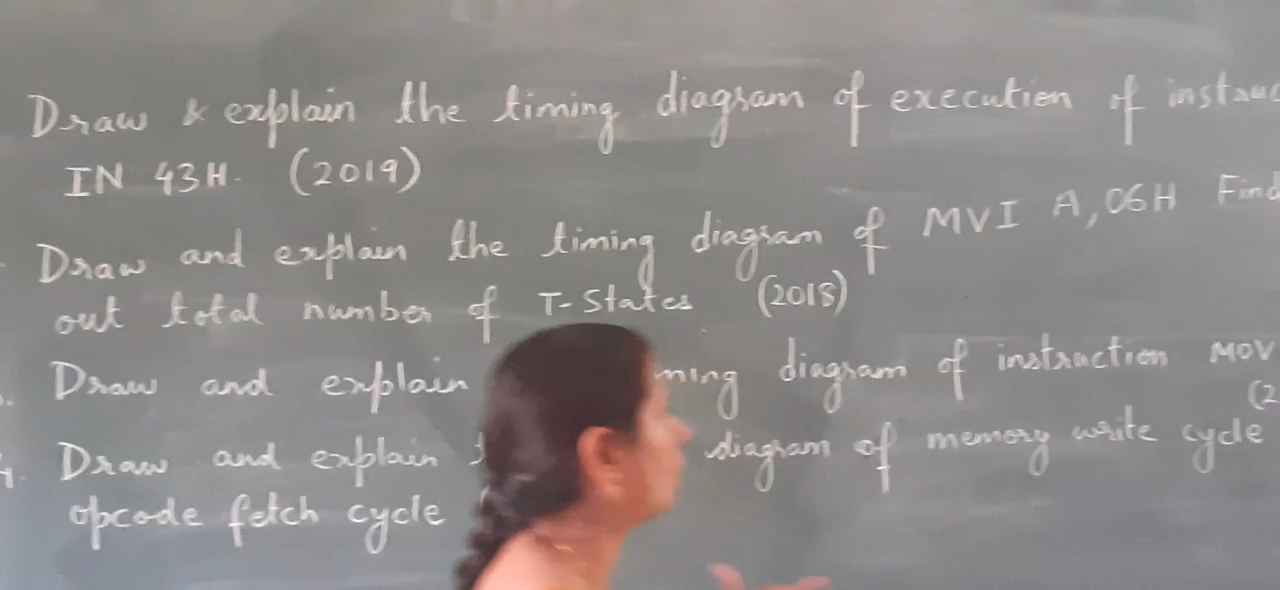 Draw & explain the timing diagram of execution of
IN 43H. (2019)
Draw and explain the timing diagram of MVI A,06H Find
out total number of T-States (2018)
Draw and explain diagram of instruction MOV
4. Draw and explain diagram of memory write cycle
opcode fetch cycle